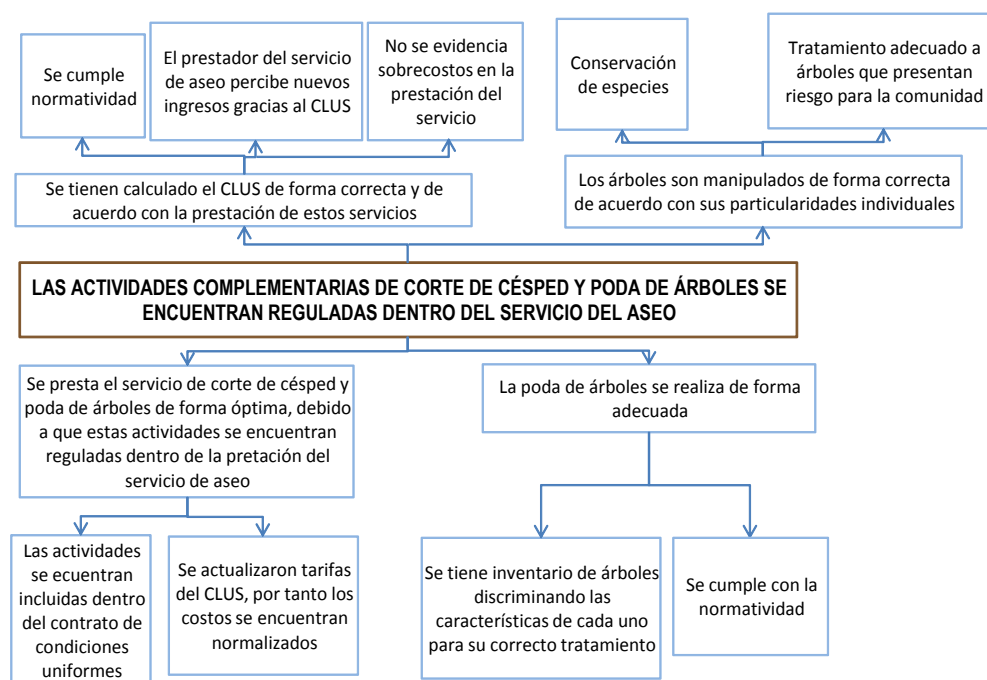 Se cumple
normatividad
El prestador del servicio
de aseo percibe nuevos
ingresos gracias al CLUS
No se evidencia
sobrecostos en la
prestación del
servicio
Conservación
de especies
Tratamiento adecuado a
árboles que presentan
riesgo para la comunidad
Se tienen calculado el CLUS de forma correcta y de
acuerdo con la prestación de estos servicios
Los árboles son manipulados de forma correcta
de acuerdo con sus particularidades individuales
LAS ACTIVIDADES COMPLEMENTARIAS DE CORTE DE CÉSPED Y PODA DE ÁRBOLES SE
ENCUENTRAN REGULADAS DENTRO DEL SERVICIO DEL ASEO
Se presta el servicio de corte de césped y
poda de árboles de forma óptima, debido
a que estas actividades se encuentran
reguladas dentro de la pretación del
servicio de aseo
La poda de árboles se realiza de forma
adecuada
Las actividades
se ecuentran
incluidas dentro
del contrato de
condiciones
uniformes
Se actualizaron tarifas
del CLUS, por tanto los
costos se encuentran
normalizados
Se tiene inventario de árboles
discriminando las
características de cada uno
para su correcto tratamiento
Se cumple con la
normatividad